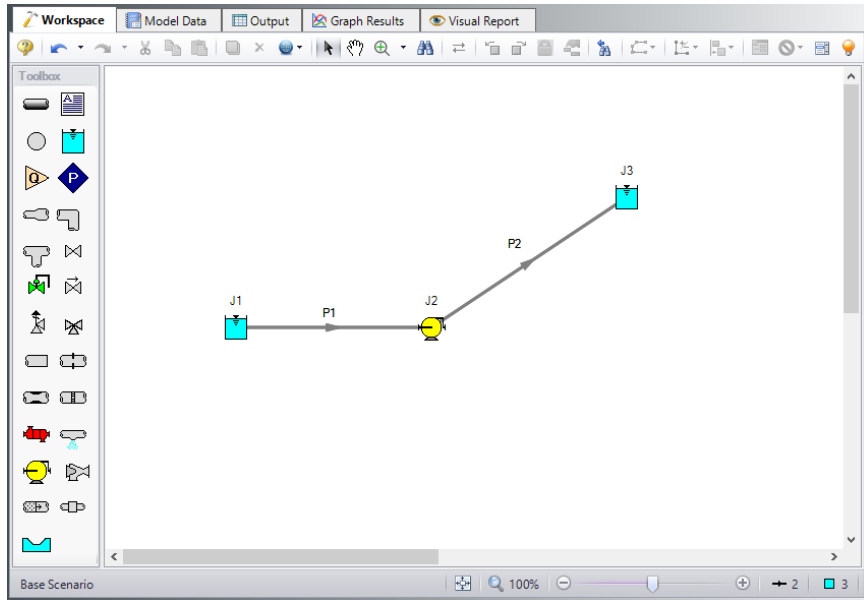 Workspace
Model Data
Output
Graph Results
Visual Report
Toolbox
A
Q
P
J3
P2
J1
P1
J2
Base Scenario
100%
2
3